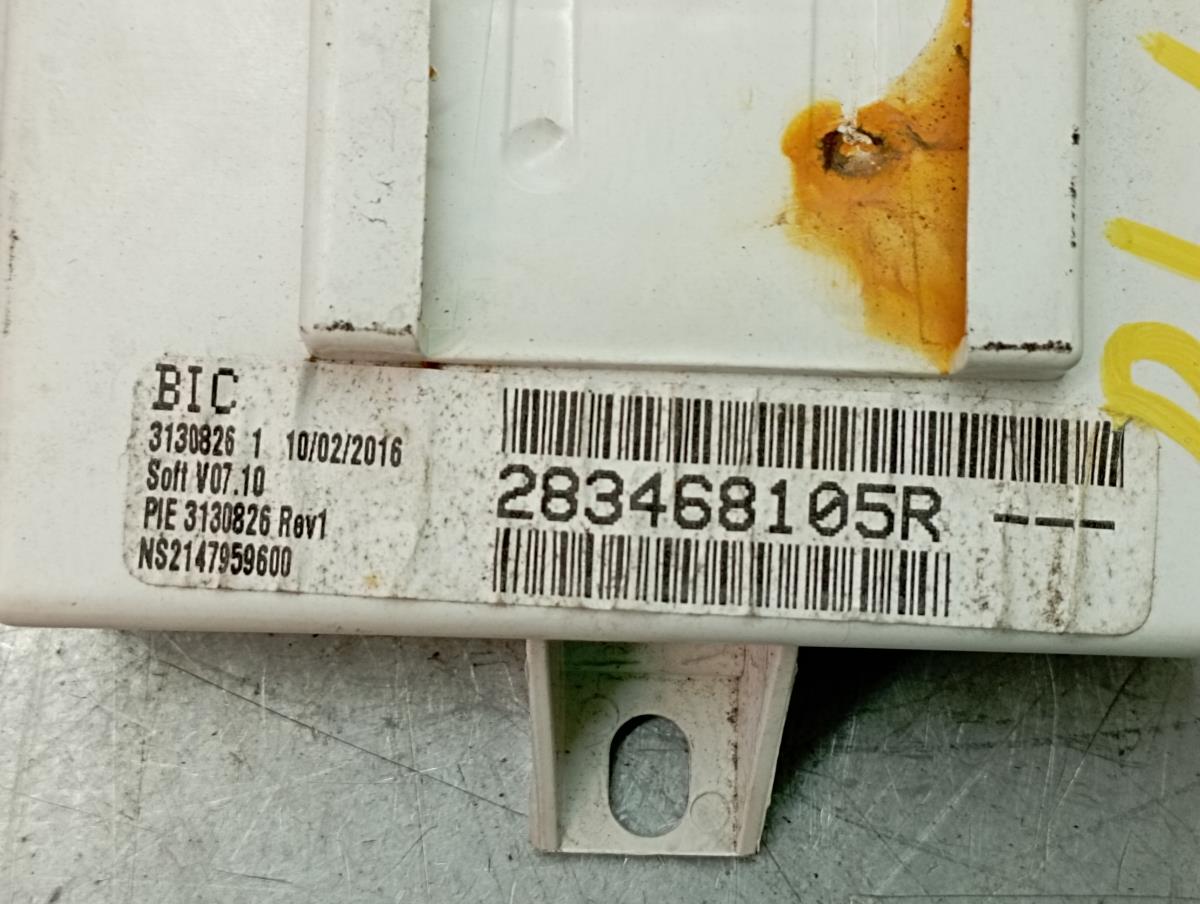 BIC
3130826 1 10/02/2016
Soft V07.10
PIE 3130826 Rev1
NS2147959600
283468105R ---